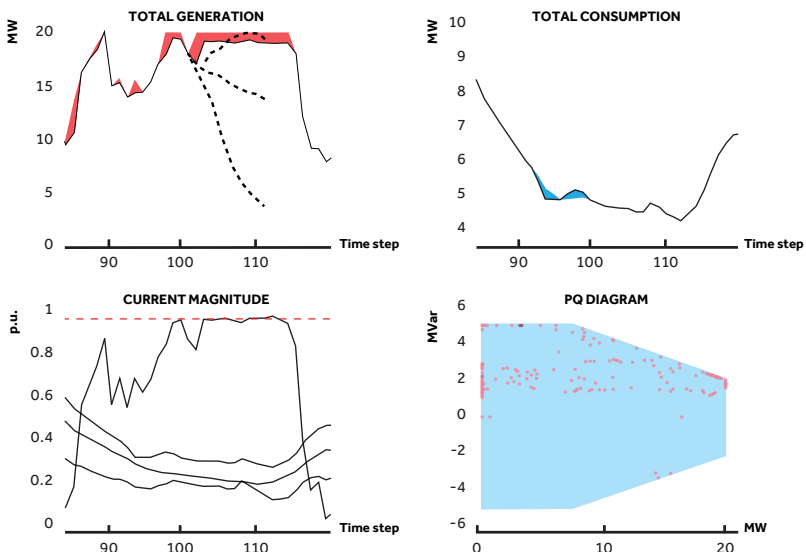 TOTAL GENERATION
MW
20
15
10
5
0
90 100 110
Time step
TOTAL CONSUMPTION
MW
10
9
8
7
6
5
4
90 100 110
Time step
CURRENT MAGNITUDE
p.u.
1
0.8
0.6
0.4
0.2
0
90 100 110
Time step
PQ DIAGRAM
MVar
6
4
2
0
-2
-4
-6
0 10 20
MW